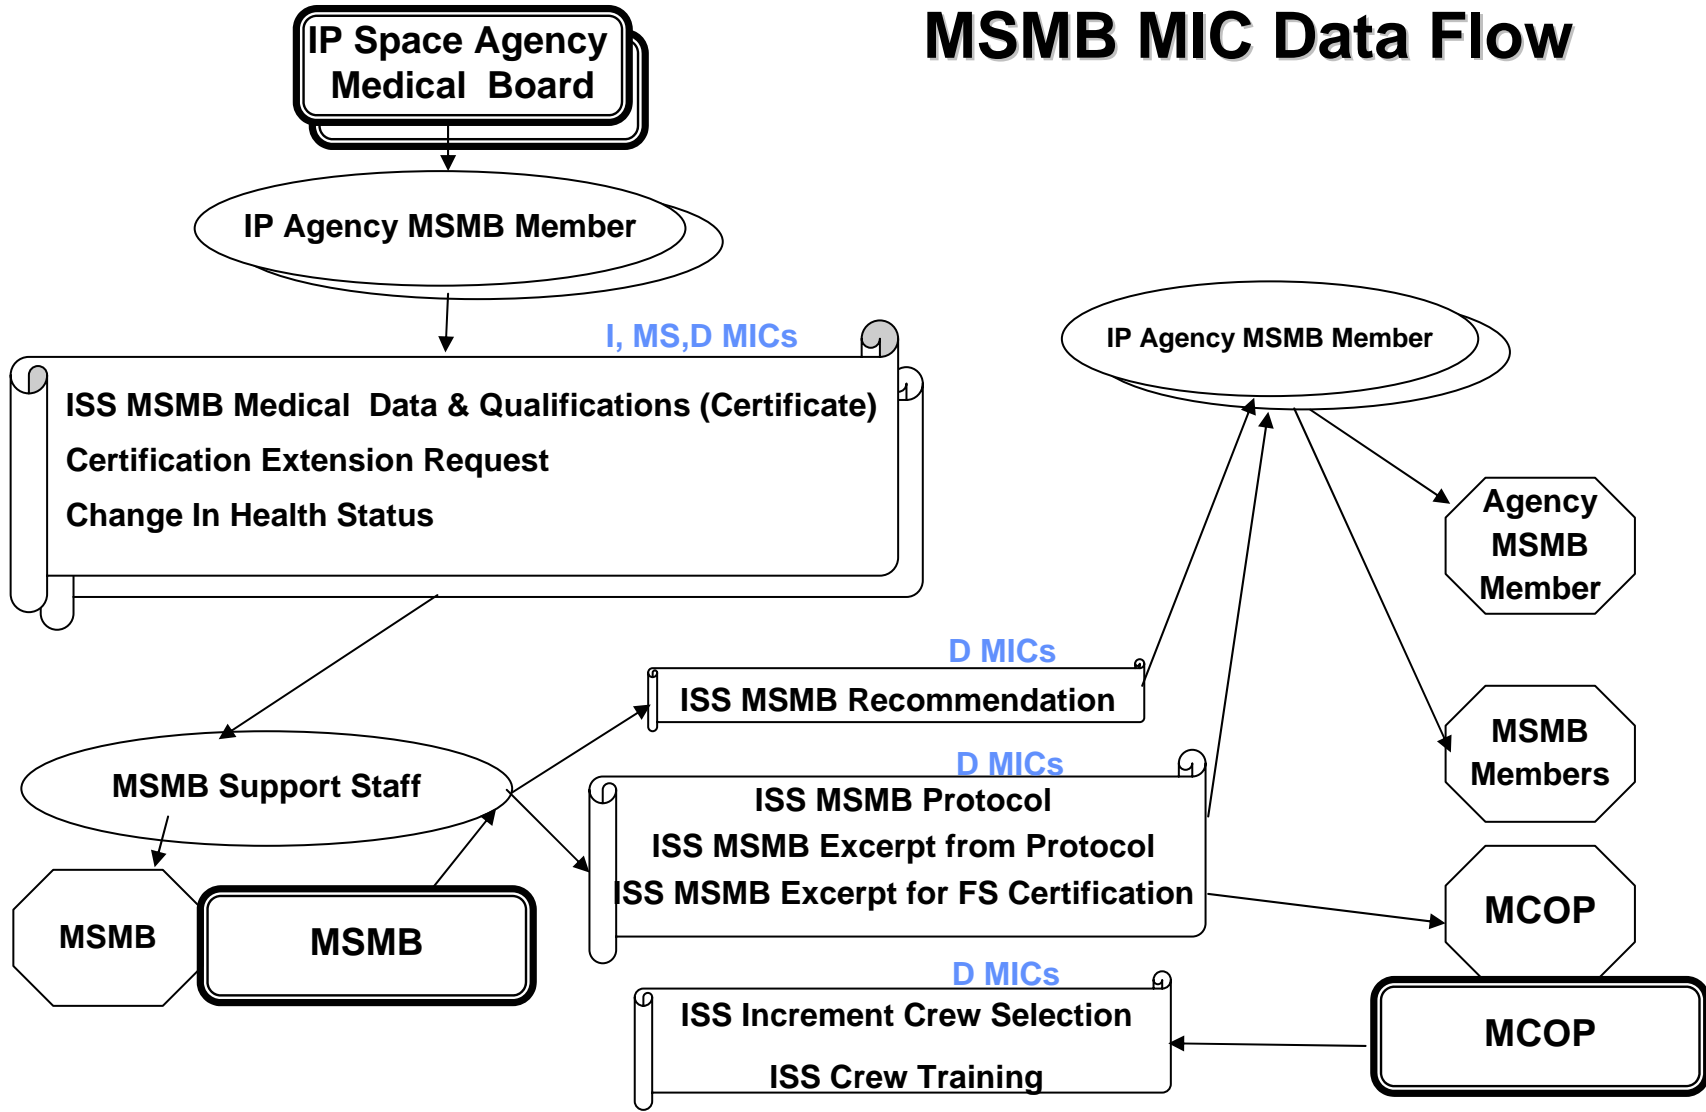 MSMB MIC Data Flow
IP Space Agency
Medical Board
IP Agency MSMB Member
I, MS,D MICs
ISS MSMB Medical Data & Qualifications (Certificate)
Certification Extension Request
Change In Health Status
IP Agency MSMB Member
Agency
MSMB
Member
D MICs
ISS MSMB Recommendation
MSMB
Members
MSMB Support Staff
D MICs
ISS MSMB Protocol
ISS MSMB Excerpt from Protocol
ISS MSMB Excerpt for FS Certification
MSMB
MSMB
MCOP
D MICs
ISS Increment Crew Selection
ISS Crew Training
MCOP